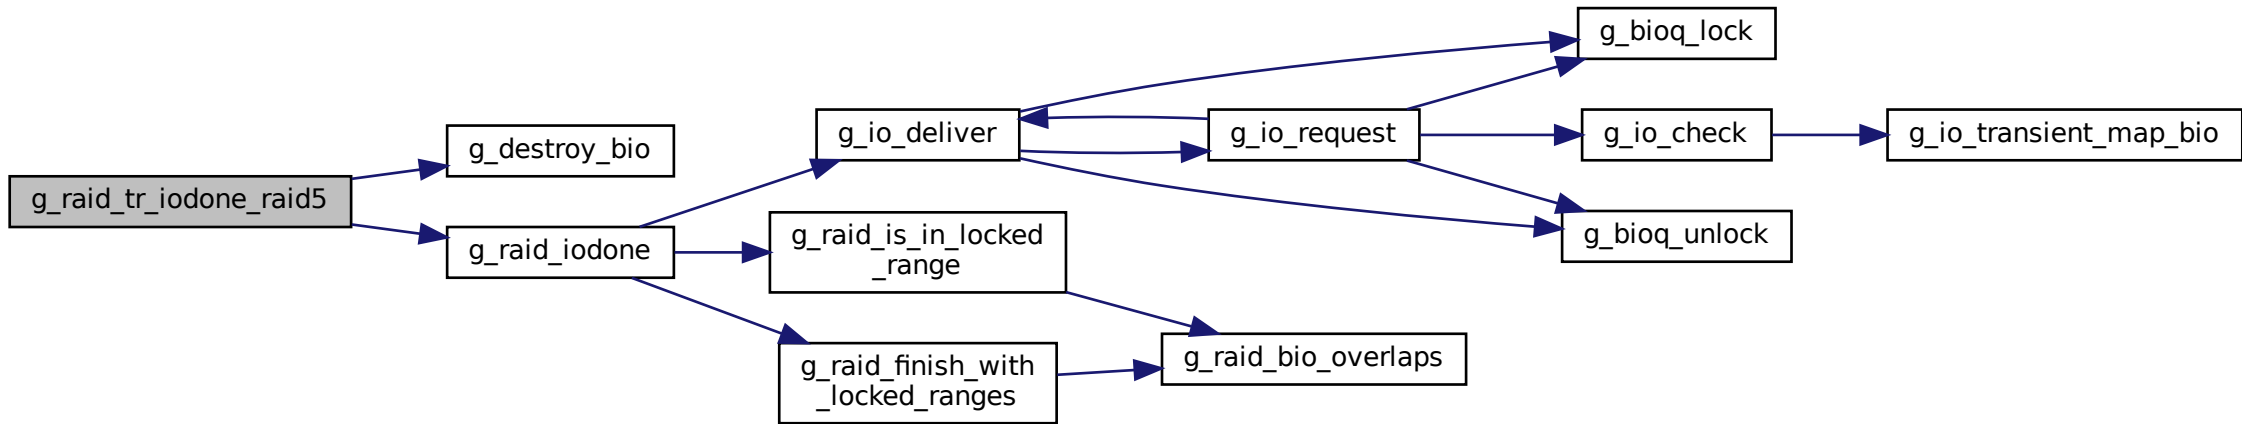 g_raid_tr_iodone_raid5
g_destroy_bio
g_raid_iodone
g_io_deliver
g_raid_is_in_locked
_range
g_raid_finish_with
_locked_ranges
g_io_request
g_raid_bio_overlaps
g_bioq_lock
g_io_check
g_bioq_unlock
g_io_transient_map_bio